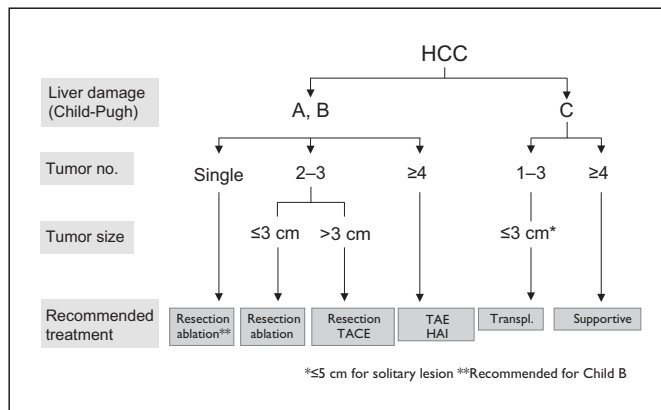 HCC
Liver damage
(Child-Pugh)
A, B
C
Tumor no.
Single
2–3
≥4
1–3
≥4
Tumor size
≤3 cm
>3 cm
≤3 cm*
Recommended
treatment
Resection
ablation**
Resection
ablation
Resection
TACE
TAE
HAI
Transpl.
Supportive
*≤5 cm for solitary lesion **Recommended for Child B